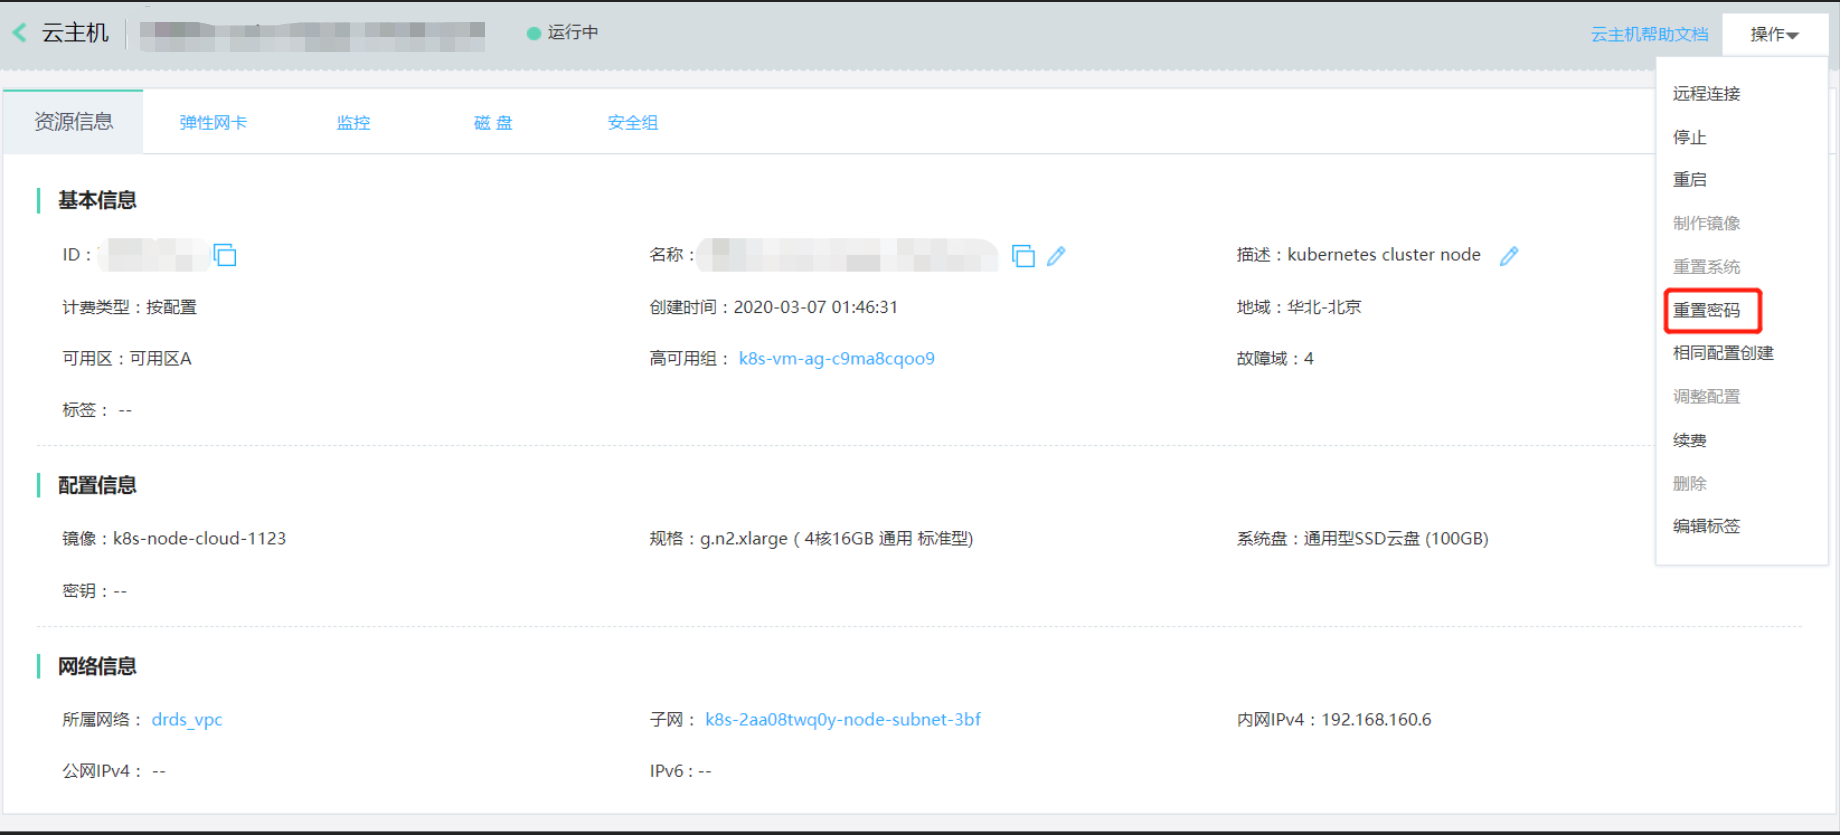 云主机
运行中
云主机帮助文档
操作
资源信息
弹性网卡
监控
磁 盘
安全组
远程连接
停止
重启
制作镜像
重置系统
重置密码
相同配置创建
调整配置
续费
删除
编辑标签
基本信息
ID：
名称：
描述：kubernetes cluster node
计费类型：按配置
创建时间：2020-03-07 01:46:31
地域：华北-北京
可用区：可用区A
高可用组： k8s-vm-ag-c9ma8cqoo9
故障域：4
标签： --
配置信息
镜像：k8s-node-cloud-1123
规格：g.n2.xlarge ( 4核16GB 通用 标准型)
系统盘：通用型SSD云盘 (100GB)
密钥：--
网络信息
所属网络： drds_vpc
子网： k8s-2aa08twq0y-node-subnet-3bf
内网IPv4：192.168.160.6
公网IPv4： --
IPv6：--